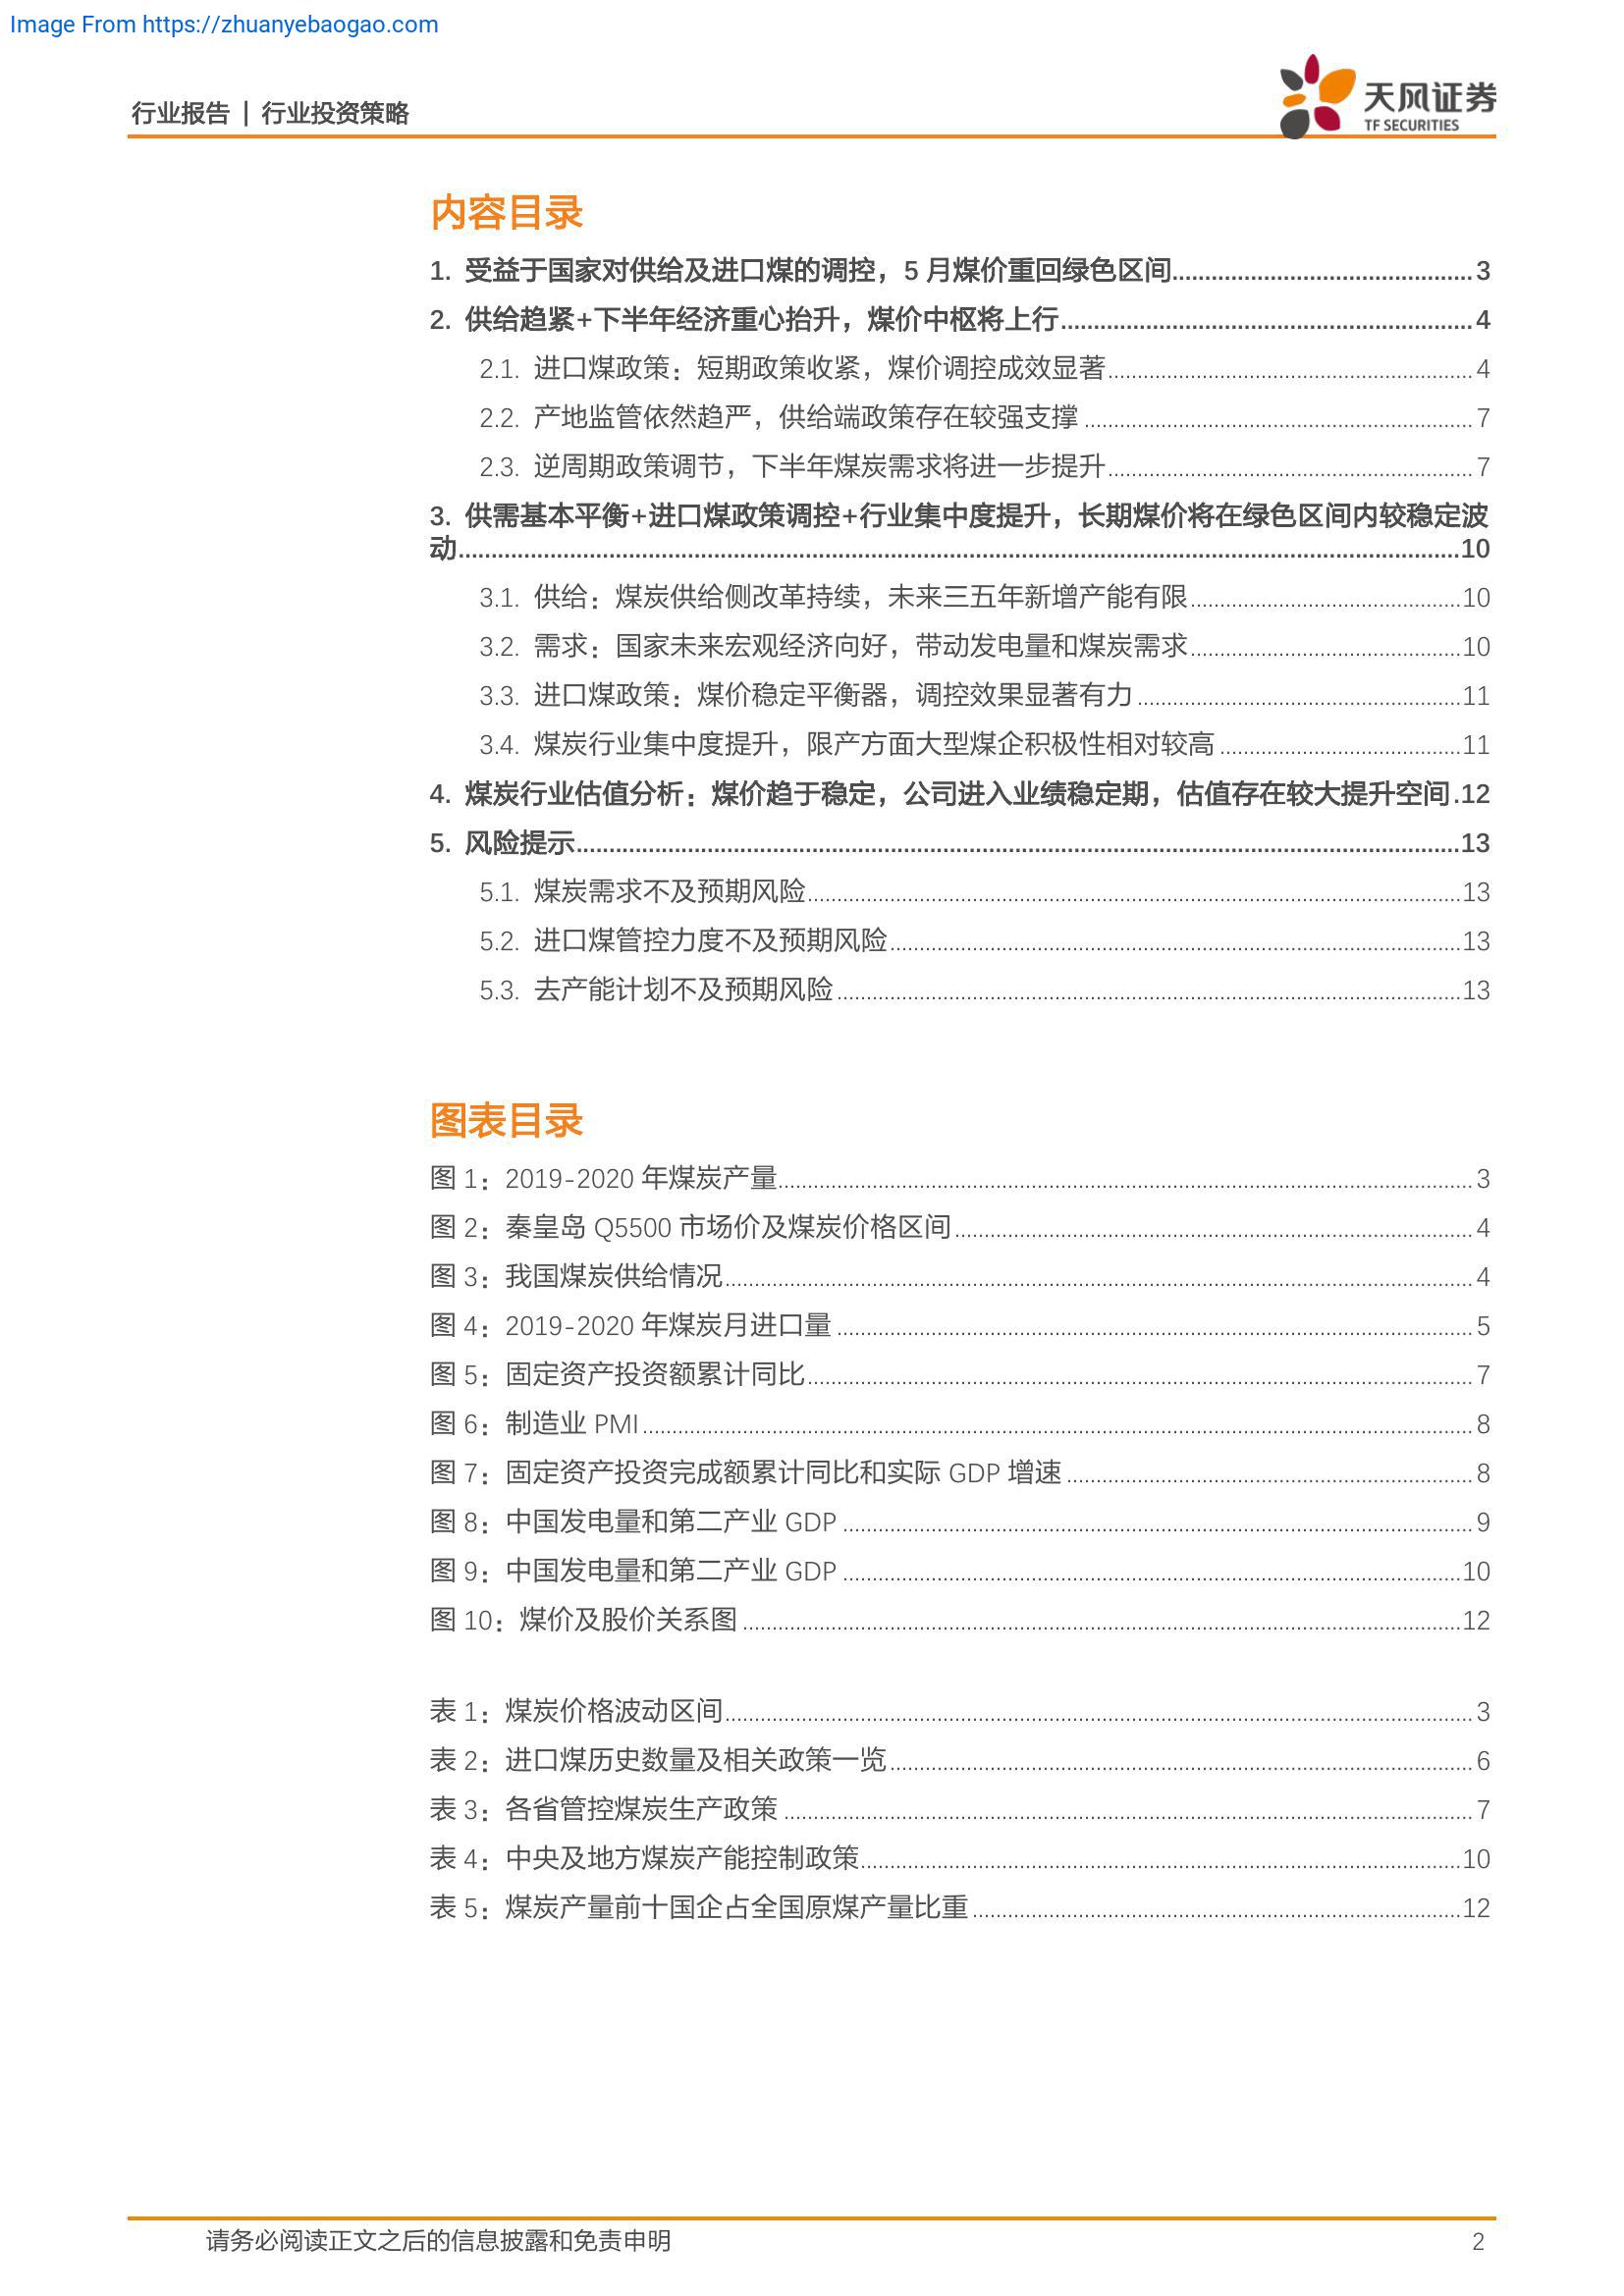 Image From https://zhuanyebaogao.com
行业报告 | 行业投资策略
天风证券
TF SECURITIES
内容目录
1. 受益于国家对供给及进口煤的调控，5 月煤价重回绿色区间 3
2. 供给趋紧+下半年经济重心抬升，煤价中枢将上行 4
2.1. 进口煤政策：短期政策收紧，煤价调控成效显著 4
2.2. 产地监管依然趋严，供给端政策存在较强支撑 7
2.3. 逆周期政策调节，下半年煤炭需求将进一步提升 7
3. 供需基本平衡+进口煤政策调控+行业集中度提升，长期煤价将在绿色区间内较稳定波
动 10
3.1. 供给：煤炭供给侧改革持续，未来三五年新增产能有限 10
3.2. 需求：国家未来宏观经济向好，带动发电量和煤炭需求 10
3.3. 进口煤政策：煤价稳定平衡器，调控效果显著有力 11
3.4. 煤炭行业集中度提升，限产方面大型煤企积极性相对较高 11
4. 煤炭行业估值分析：煤价趋于稳定，公司进入业绩稳定期，估值存在较大提升空间 .12
5. 风险提示 13
5.1. 煤炭需求不及预期风险 13
5.2. 进口煤管控力度不及预期风险 13
5.3. 去产能计划不及预期风险 13
图表目录
图 1：2019-2020 年煤炭产量 3
图 2：秦皇岛 Q5500 市场价及煤炭价格区间 4
图 3：我国煤炭供给情况 4
图 4：2019-2020 年煤炭月进口量 5
图 5：固定资产投资额累计同比 7
图 6：制造业 PMI 8
图 7：固定资产投资完成额累计同比和实际 GDP 增速 8
图 8：中国发电量和第二产业 GDP 9
图 9：中国发电量和第二产业 GDP 10
图 10：煤价及股价关系图 12
表 1：煤炭价格波动区间 3
表 2：进口煤历史数量及相关政策一览 6
表 3：各省管控煤炭生产政策 7
表 4：中央及地方煤炭产能控制政策 10
表 5：煤炭产量前十国企占全国原煤产量比重 12
请务必阅读正文之后的信息披露和免责申明 2